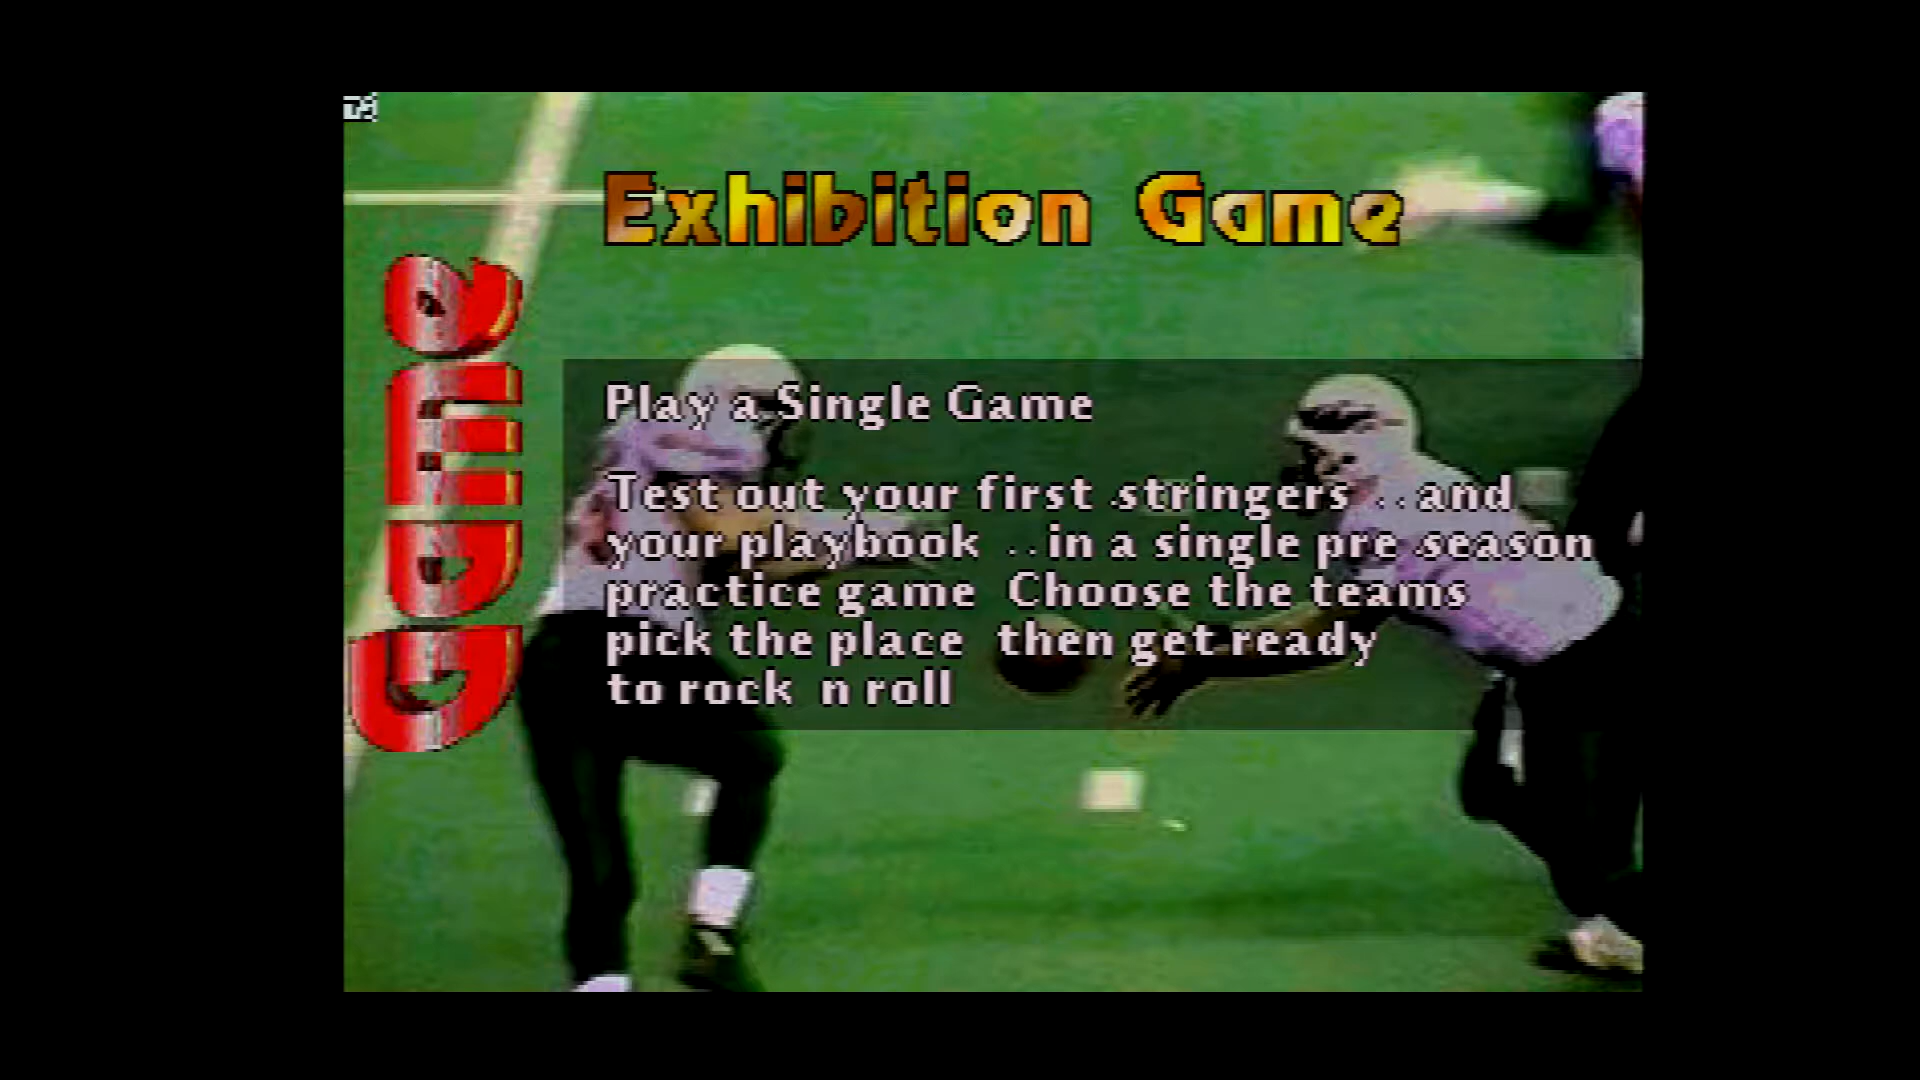 Exhibition Game
Game
Play a Single Game
Test out your first stringers . . and
your playbook . . in a single pre season
practice game Choose the teams
pick the place then get ready
to rock n roll